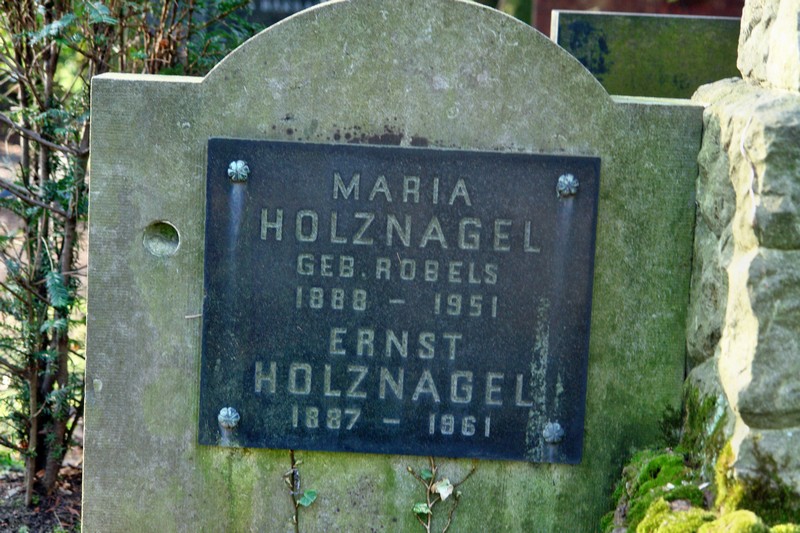 MARIA
HOLZNAGEL
GEB. ROBELS
1888 – 1951
ERNST
HOLZNAGEL
1887 – 1961